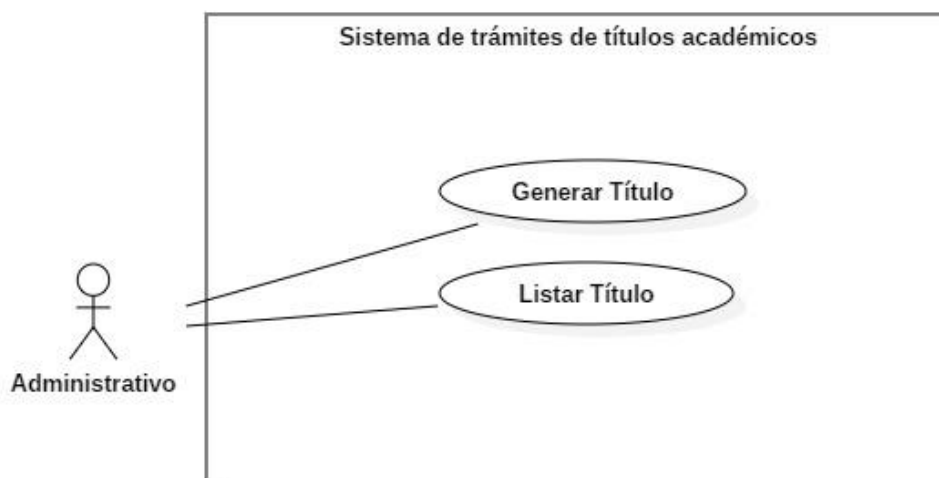 Sistema de trámites de títulos académicos
Generar Título
Listar Título
Administrativo